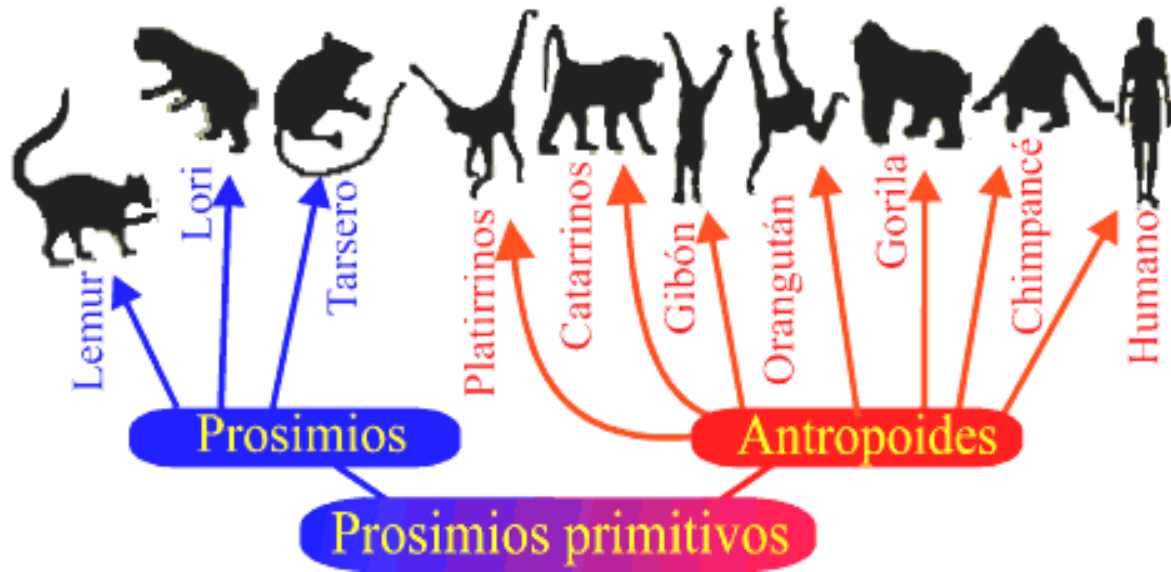 Lemur
Lori
Tarsero
Platirrinos
Catarrinos
Gibón
Orangután
Gorila
Chimpancé
Humano
Prosimios
Antropoides
Prosimios primitivos